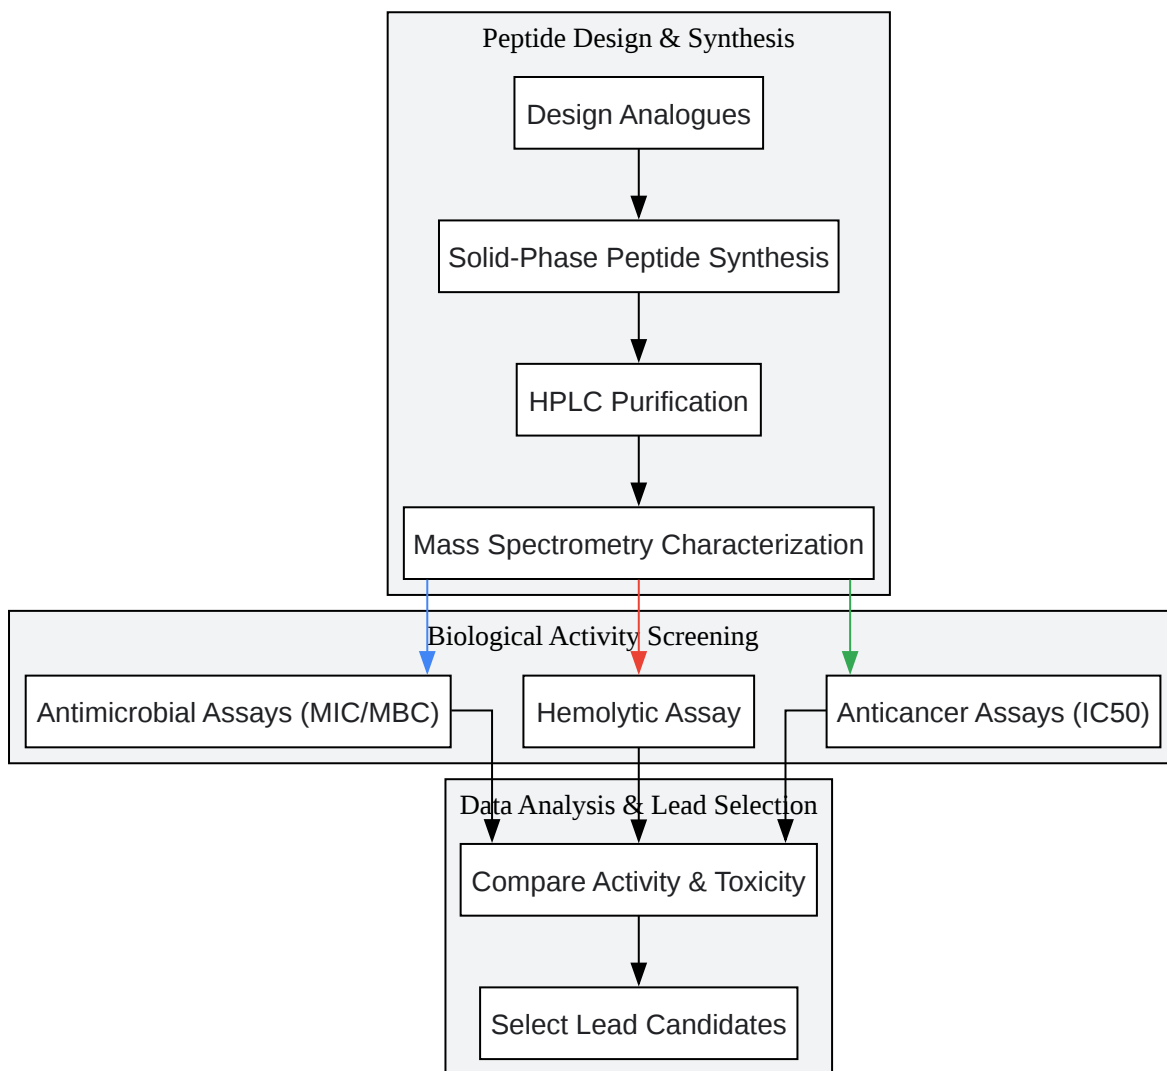 Peptide Design & Synthesis
Design Analogues
Solid-Phase Peptide Synthesis
HPLC Purification
Mass Spectrometry Characterization
Biological Activity Screening
Antimicrobial Assays (MIC/MBC)
Hemolytic Assay
Anticancer Assays (IC50)
Data Analysis & Lead Selection
Compare Activity & Toxicity
Select Lead Candidates